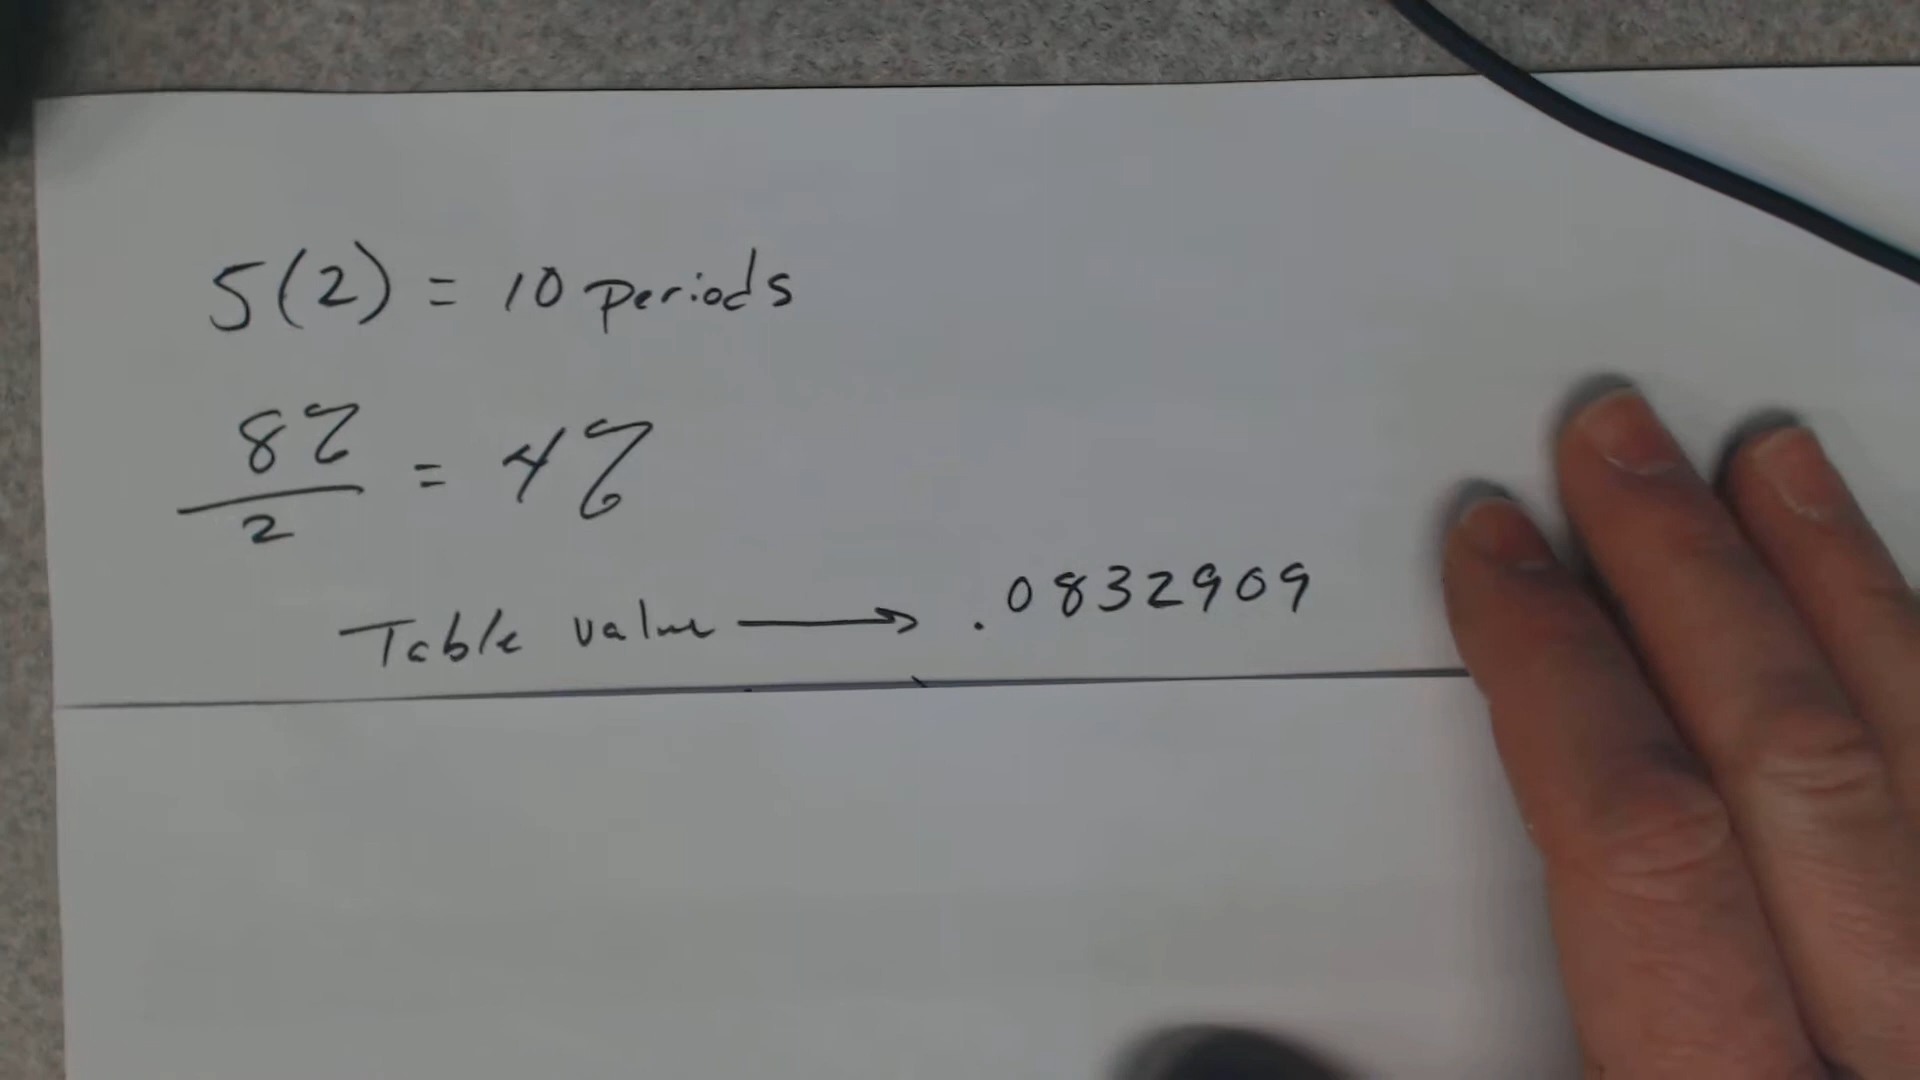 5(2) = 10 periods
8%
2
= 4%
Table value → .0832909